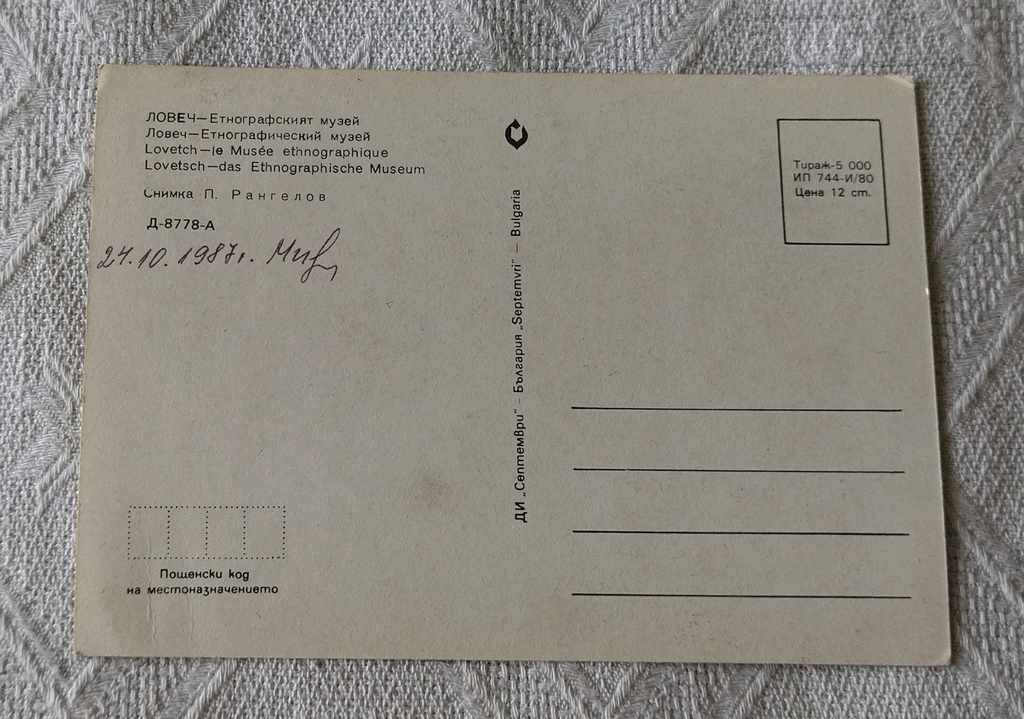 ЛОВЕЧ—Етнографският музей
Ловеч—Етнографический музей
Lovetch—le Musée ethnographique
Lovetsch—das Ethnographische Museum
Снимка П. Рангелов
Д-8778-А
24.10.1987г.
Пощенски код
на местоназначението
ДИ „Септември" – България „Septemvri" – Bulgaria
Тираж-5 000
ИП 744-И/80
Цена 12 ст.